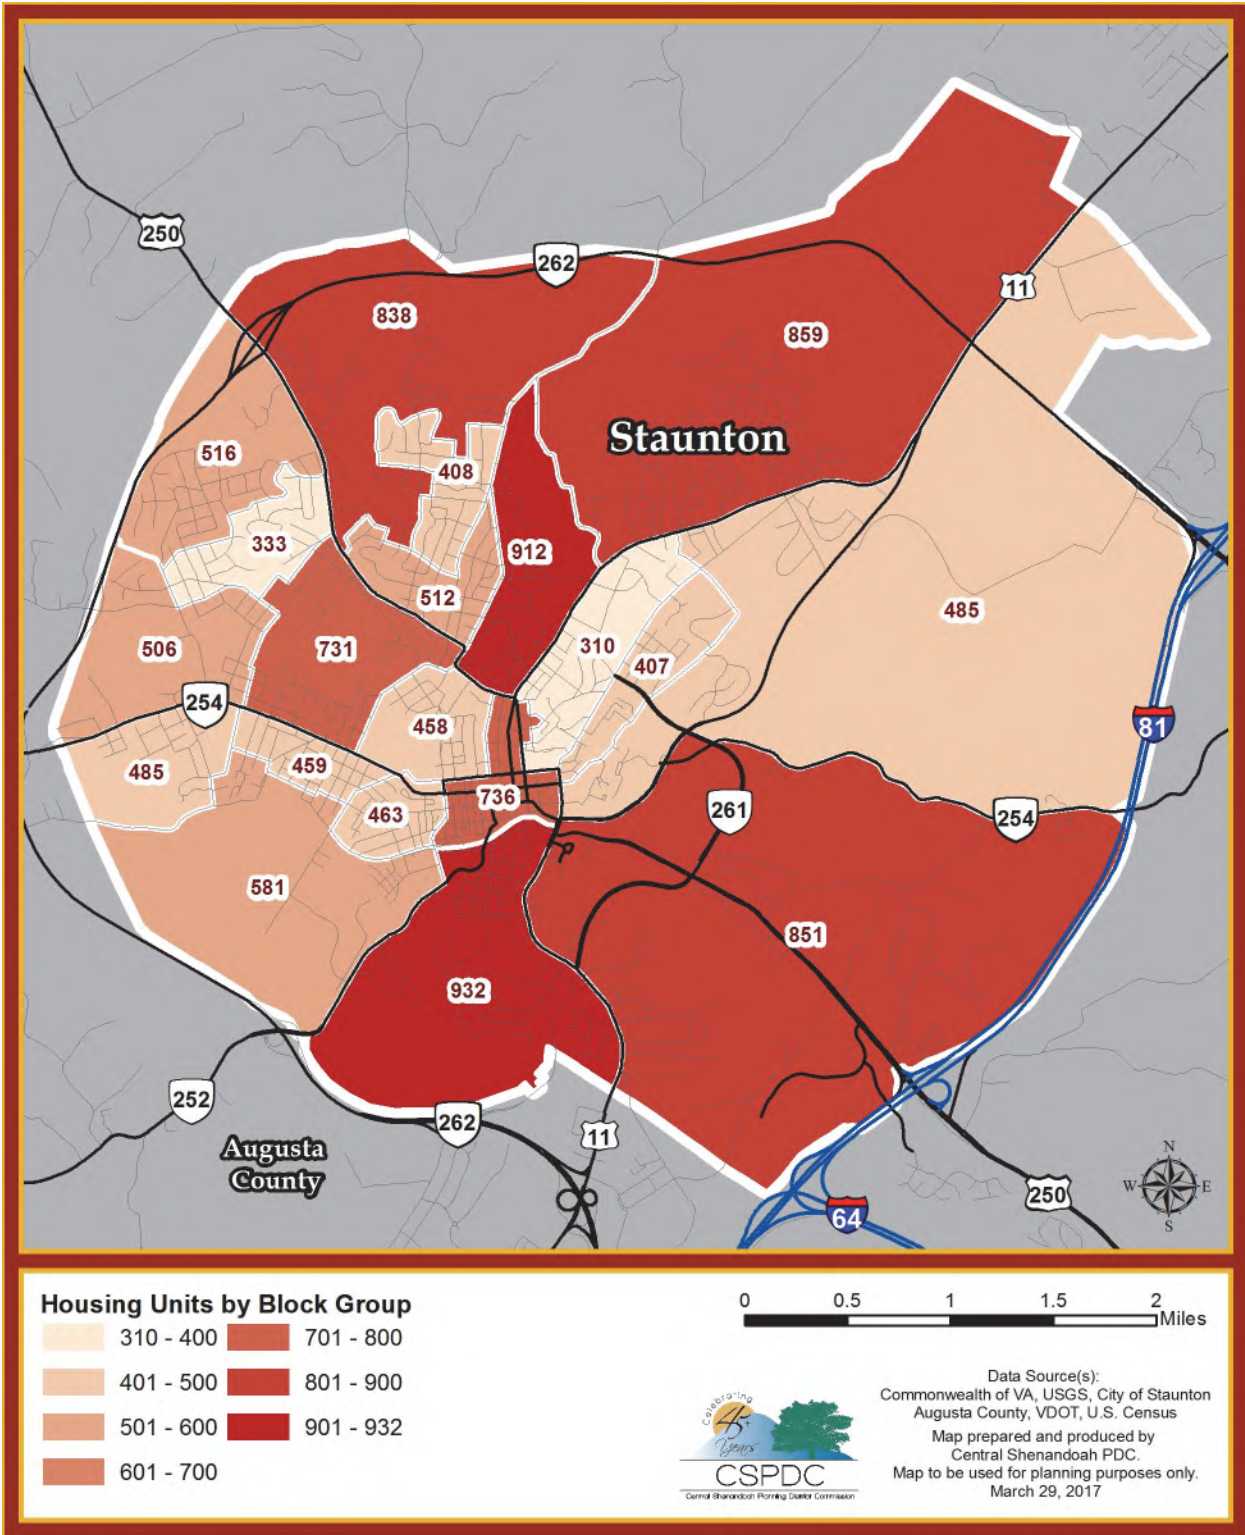 250
262
11
838
859
Staunton
516
408
333
912
512
485
310
506
731
407
254
458
81
485
459
736
261
463
254
581
851
932
252
262
11
Augusta
County
N
W
E
S
250
64
Housing Units by Block Group
310 - 400
701 - 800
401 - 500
801 - 900
501 - 600
901 - 932
601 - 700
0 0.5 1 1.5 2
Miles
Celebrating
45+
Years
CSPDC
Central Shenandoah Planning District Commission
Data Source(s):
Commonwealth of VA, USGS, City of Staunton
Augusta County, VDOT, U.S. Census
Map prepared and produced by
Central Shenandoah PDC.
Map to be used for planning purposes only.
March 29, 2017